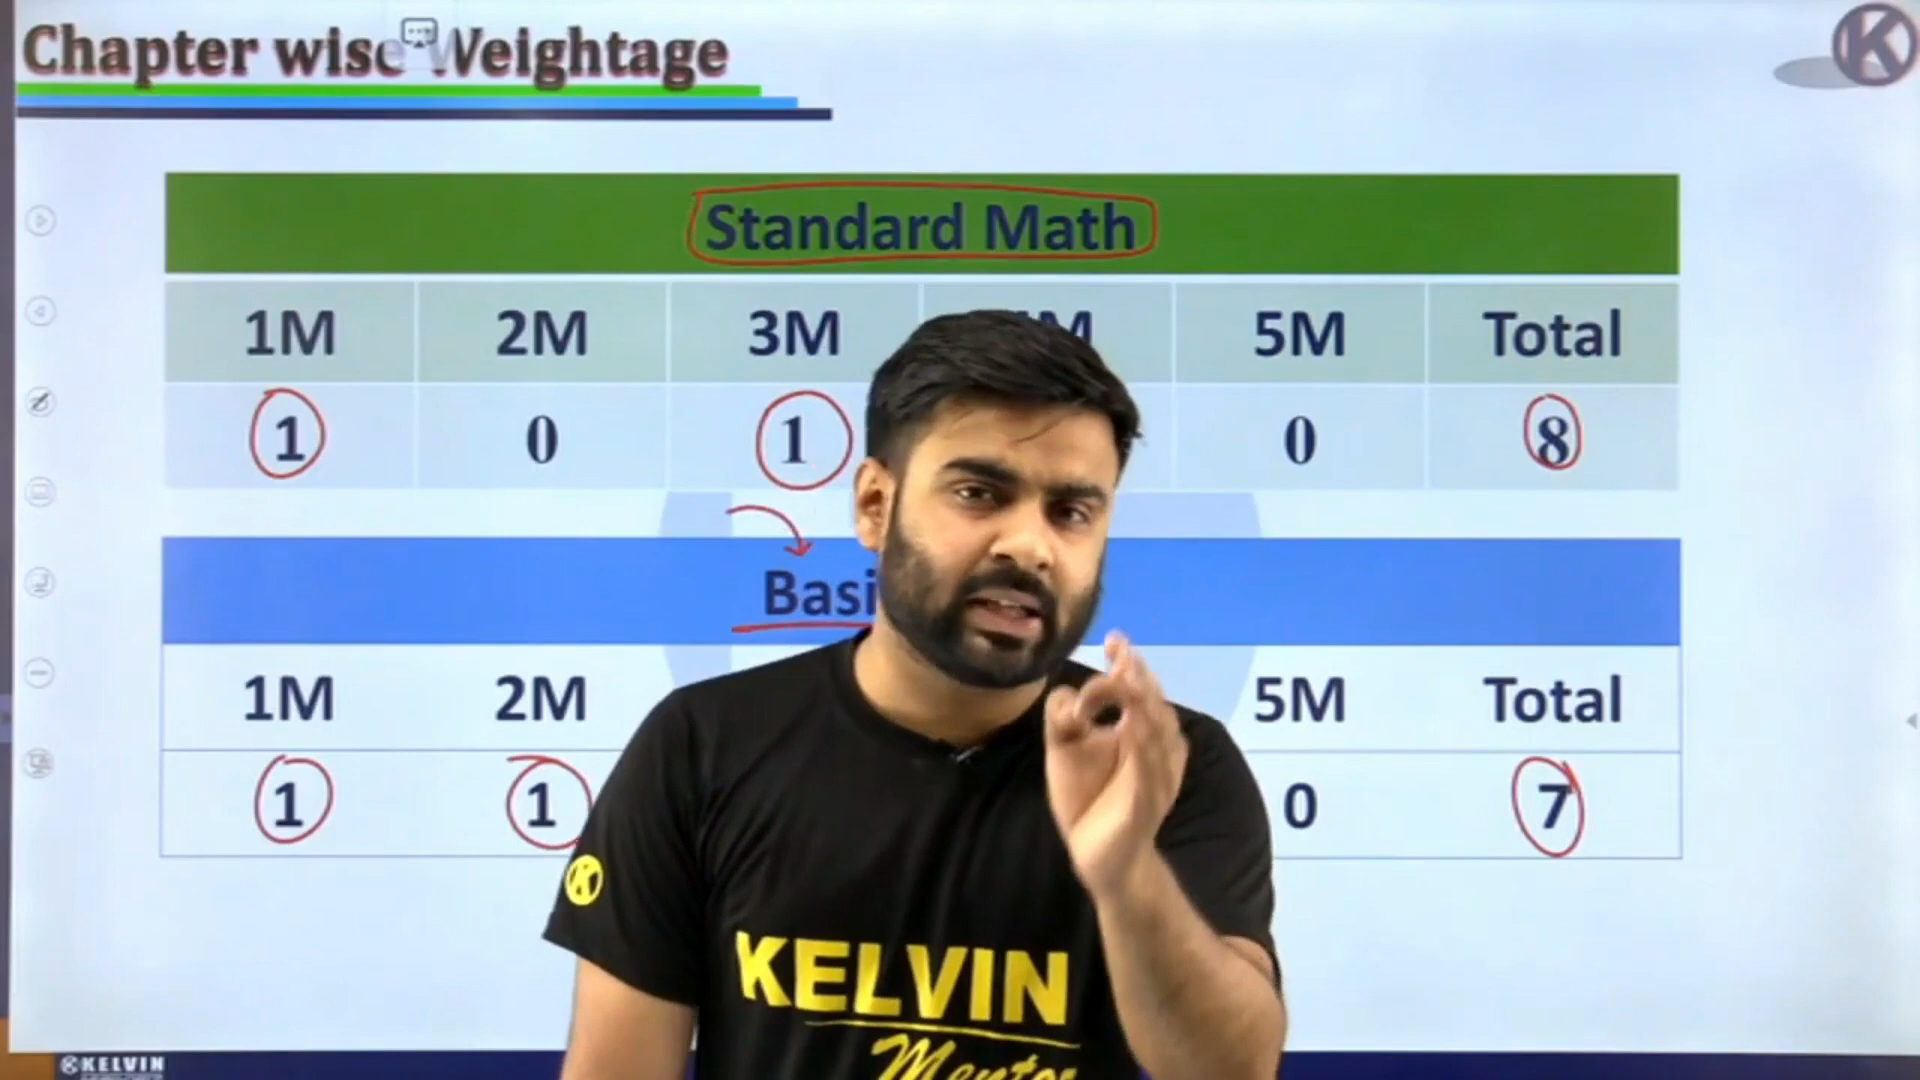 Chapter wise Weightage
Standard Math
1M 2M 3M 5M Total
1 0 1 0 8
Basi
1M 2M 5M Total
1 1 0 7
K
K
KELVIN
Mentor
KELVIN